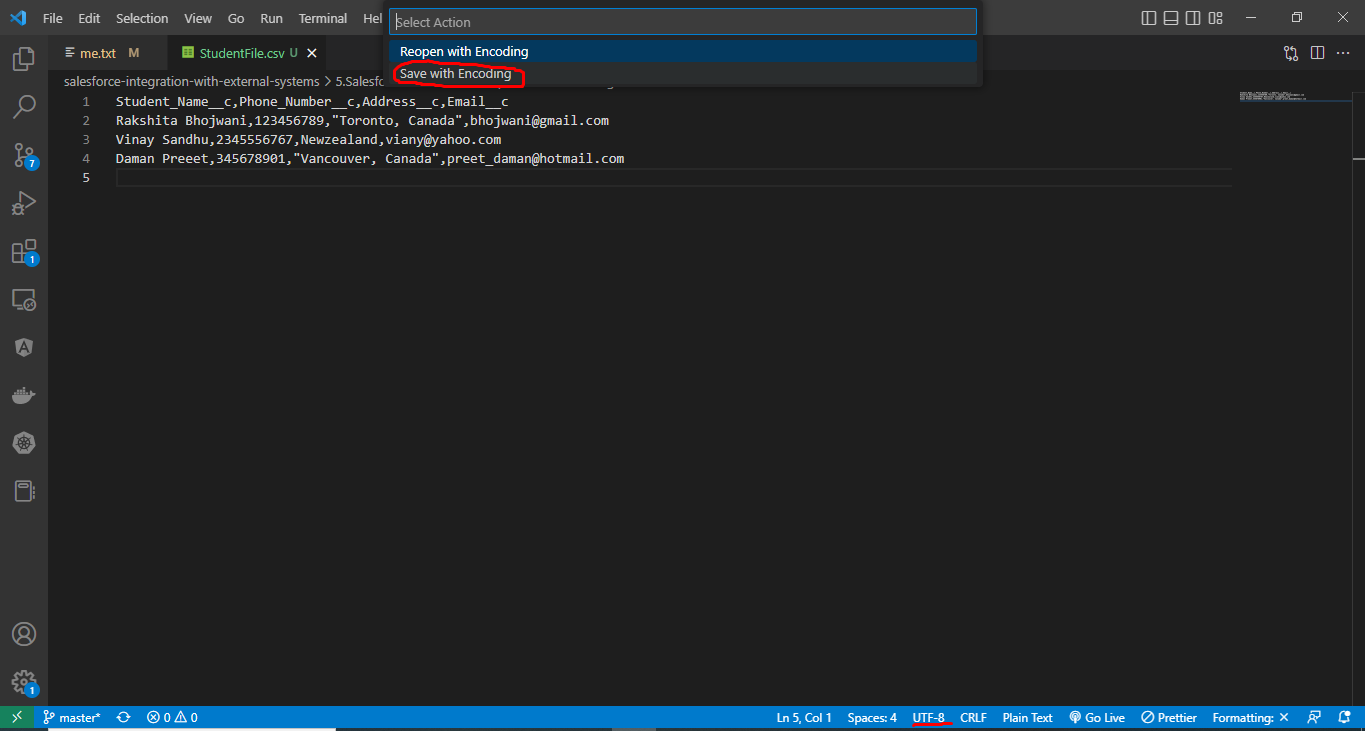 File Edit Selection View Go Run Terminal Hel
Select Action
Reopen with Encoding
Save with Encoding
me.txt M StudentFile.csv U
salesforce-integration-with-external-systems > 5.Salesfo
1 Student_Name__c,Phone_Number__c,Address__c,Email__c
2 Rakshita Bhojwani,123456789,"Toronto, Canada",bhojwani@gmail.com
3 Vinay Sandhu,2345556767,Newzealand,viany@yahoo.com
4 Daman Preeet,345678901,"Vancouver, Canada",preet_daman@hotmail.com
5
7
1
1
master* 0 0 Ln 5, Col 1 Spaces: 4 UTF-8 CRLF Plain Text Go Live Prettier Formatting: ×